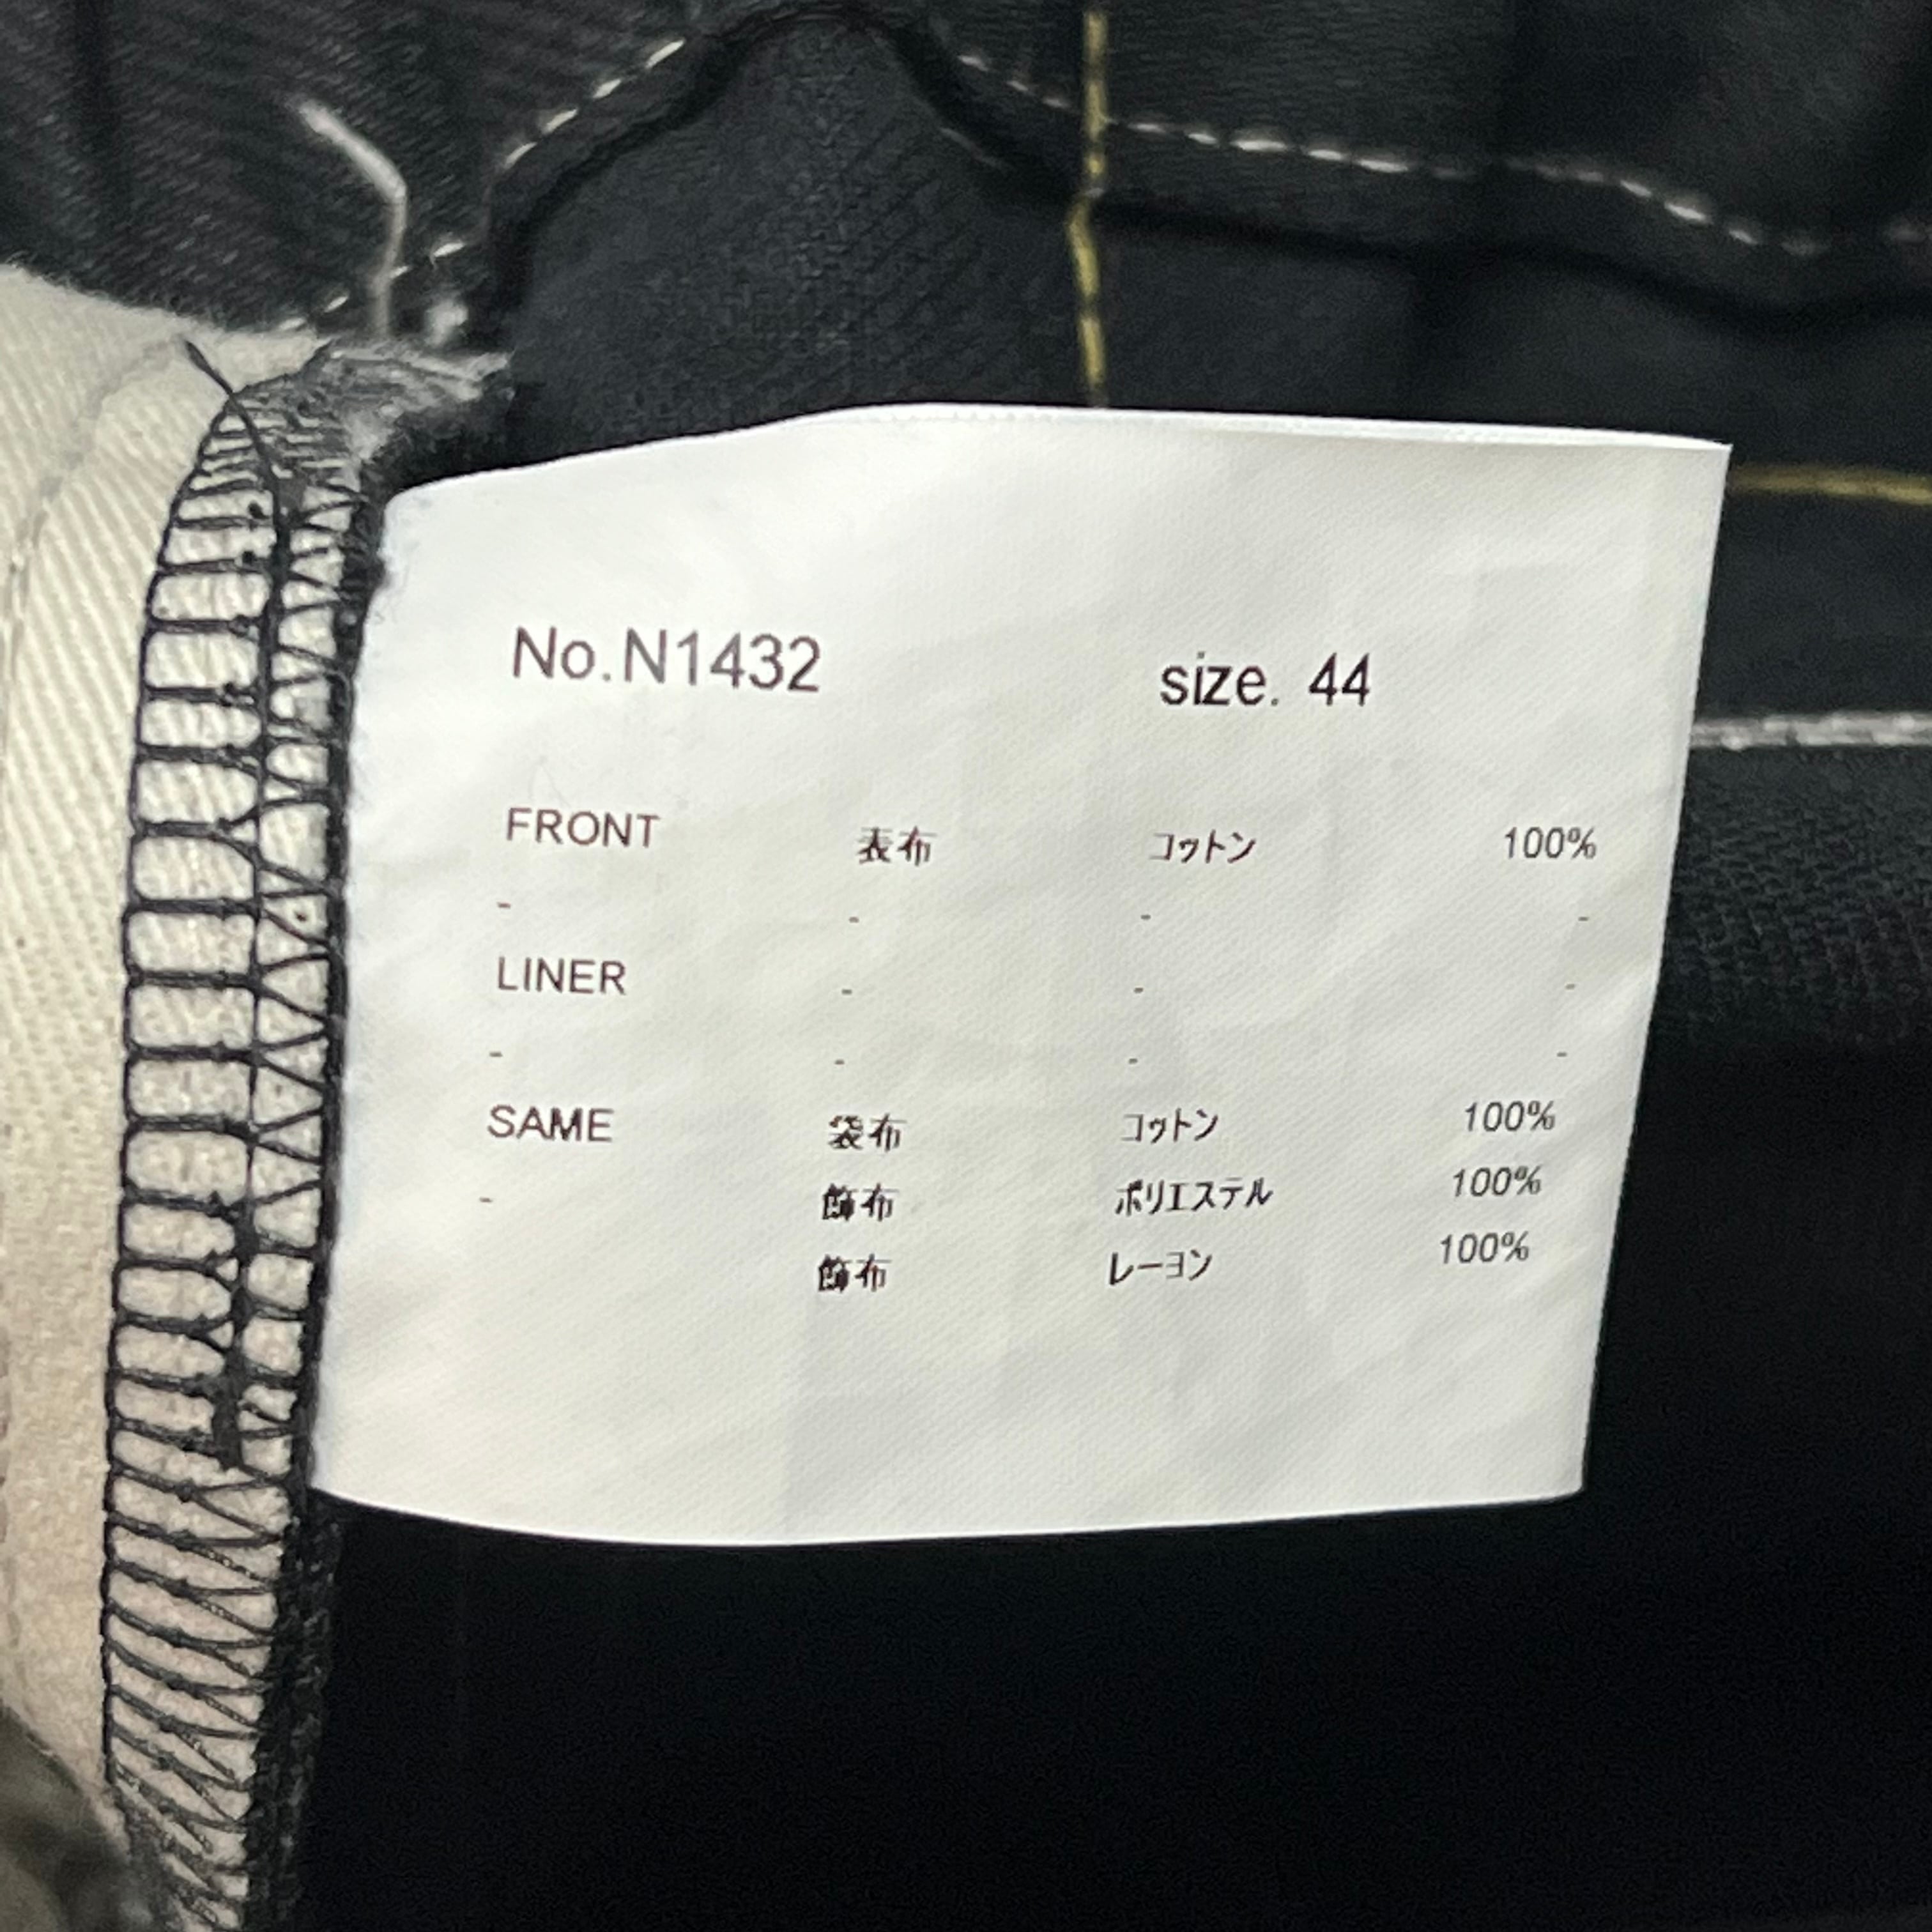 No.N1432 size. 44
FRONT 表布 コットン 100%
- - - -
LINER - - -
- - - -
SAME 袋布 コットン 100%
- 飾布 ポリエステル 100%
飾布 レーヨン 100%